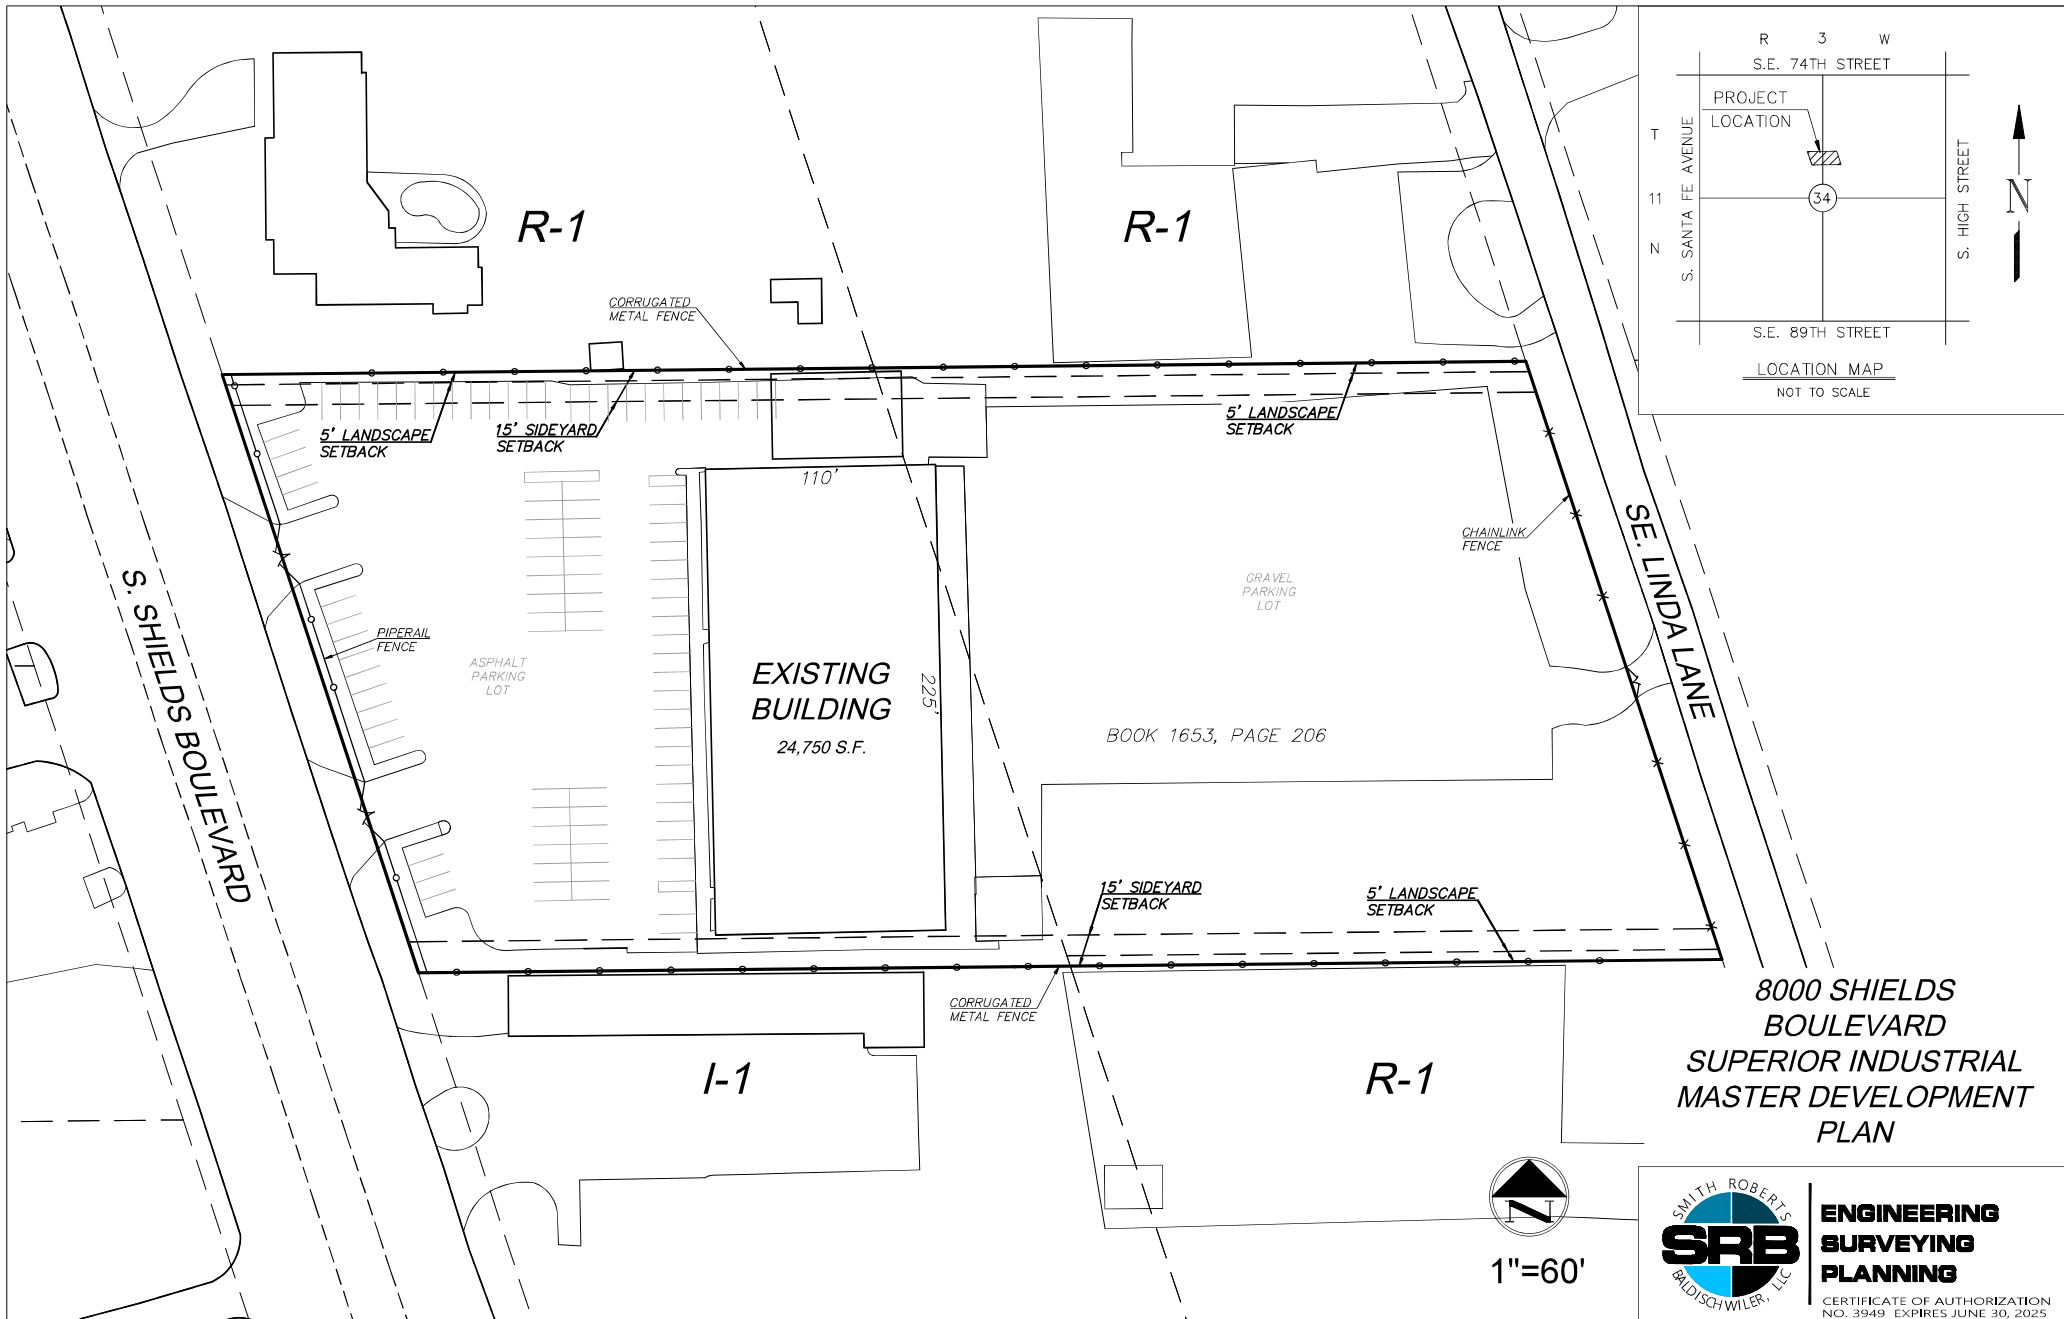 R 3 W
S.E. 74TH STREET
PROJECT
LOCATION
T
11
N
S. SANTA FE AVENUE
S. HIGH STREET
34
N
S.E. 89TH STREET
LOCATION MAP
NOT TO SCALE
R-1
R-1
CORRUGATED
METAL FENCE
5' LANDSCAPE
SETBACK
15' SIDEYARD
SETBACK
5' LANDSCAPE
SETBACK
110'
CHAINLINK
FENCE
SE. LINDA LANE
S. SHIELDS BOULEVARD
GRAVEL
PARKING
LOT
PIPERAIL
FENCE
ASPHALT
PARKING
LOT
EXISTING
BUILDING
24,750 S.F.
225'
BOOK 1653, PAGE 206
15' SIDEYARD
SETBACK
5' LANDSCAPE
SETBACK
CORRUGATED
METAL FENCE
I-1
R-1
8000 SHIELDS
BOULEVARD
SUPERIOR INDUSTRIAL
MASTER DEVELOPMENT
PLAN
N
1"=60'
SMITH ROBERTS
SRB
BALDISCHWILER, LLC
ENGINEERING
SURVEYING
PLANNING
CERTIFICATE OF AUTHORIZATION
NO. 3949 EXPIRES JUNE 30, 2025